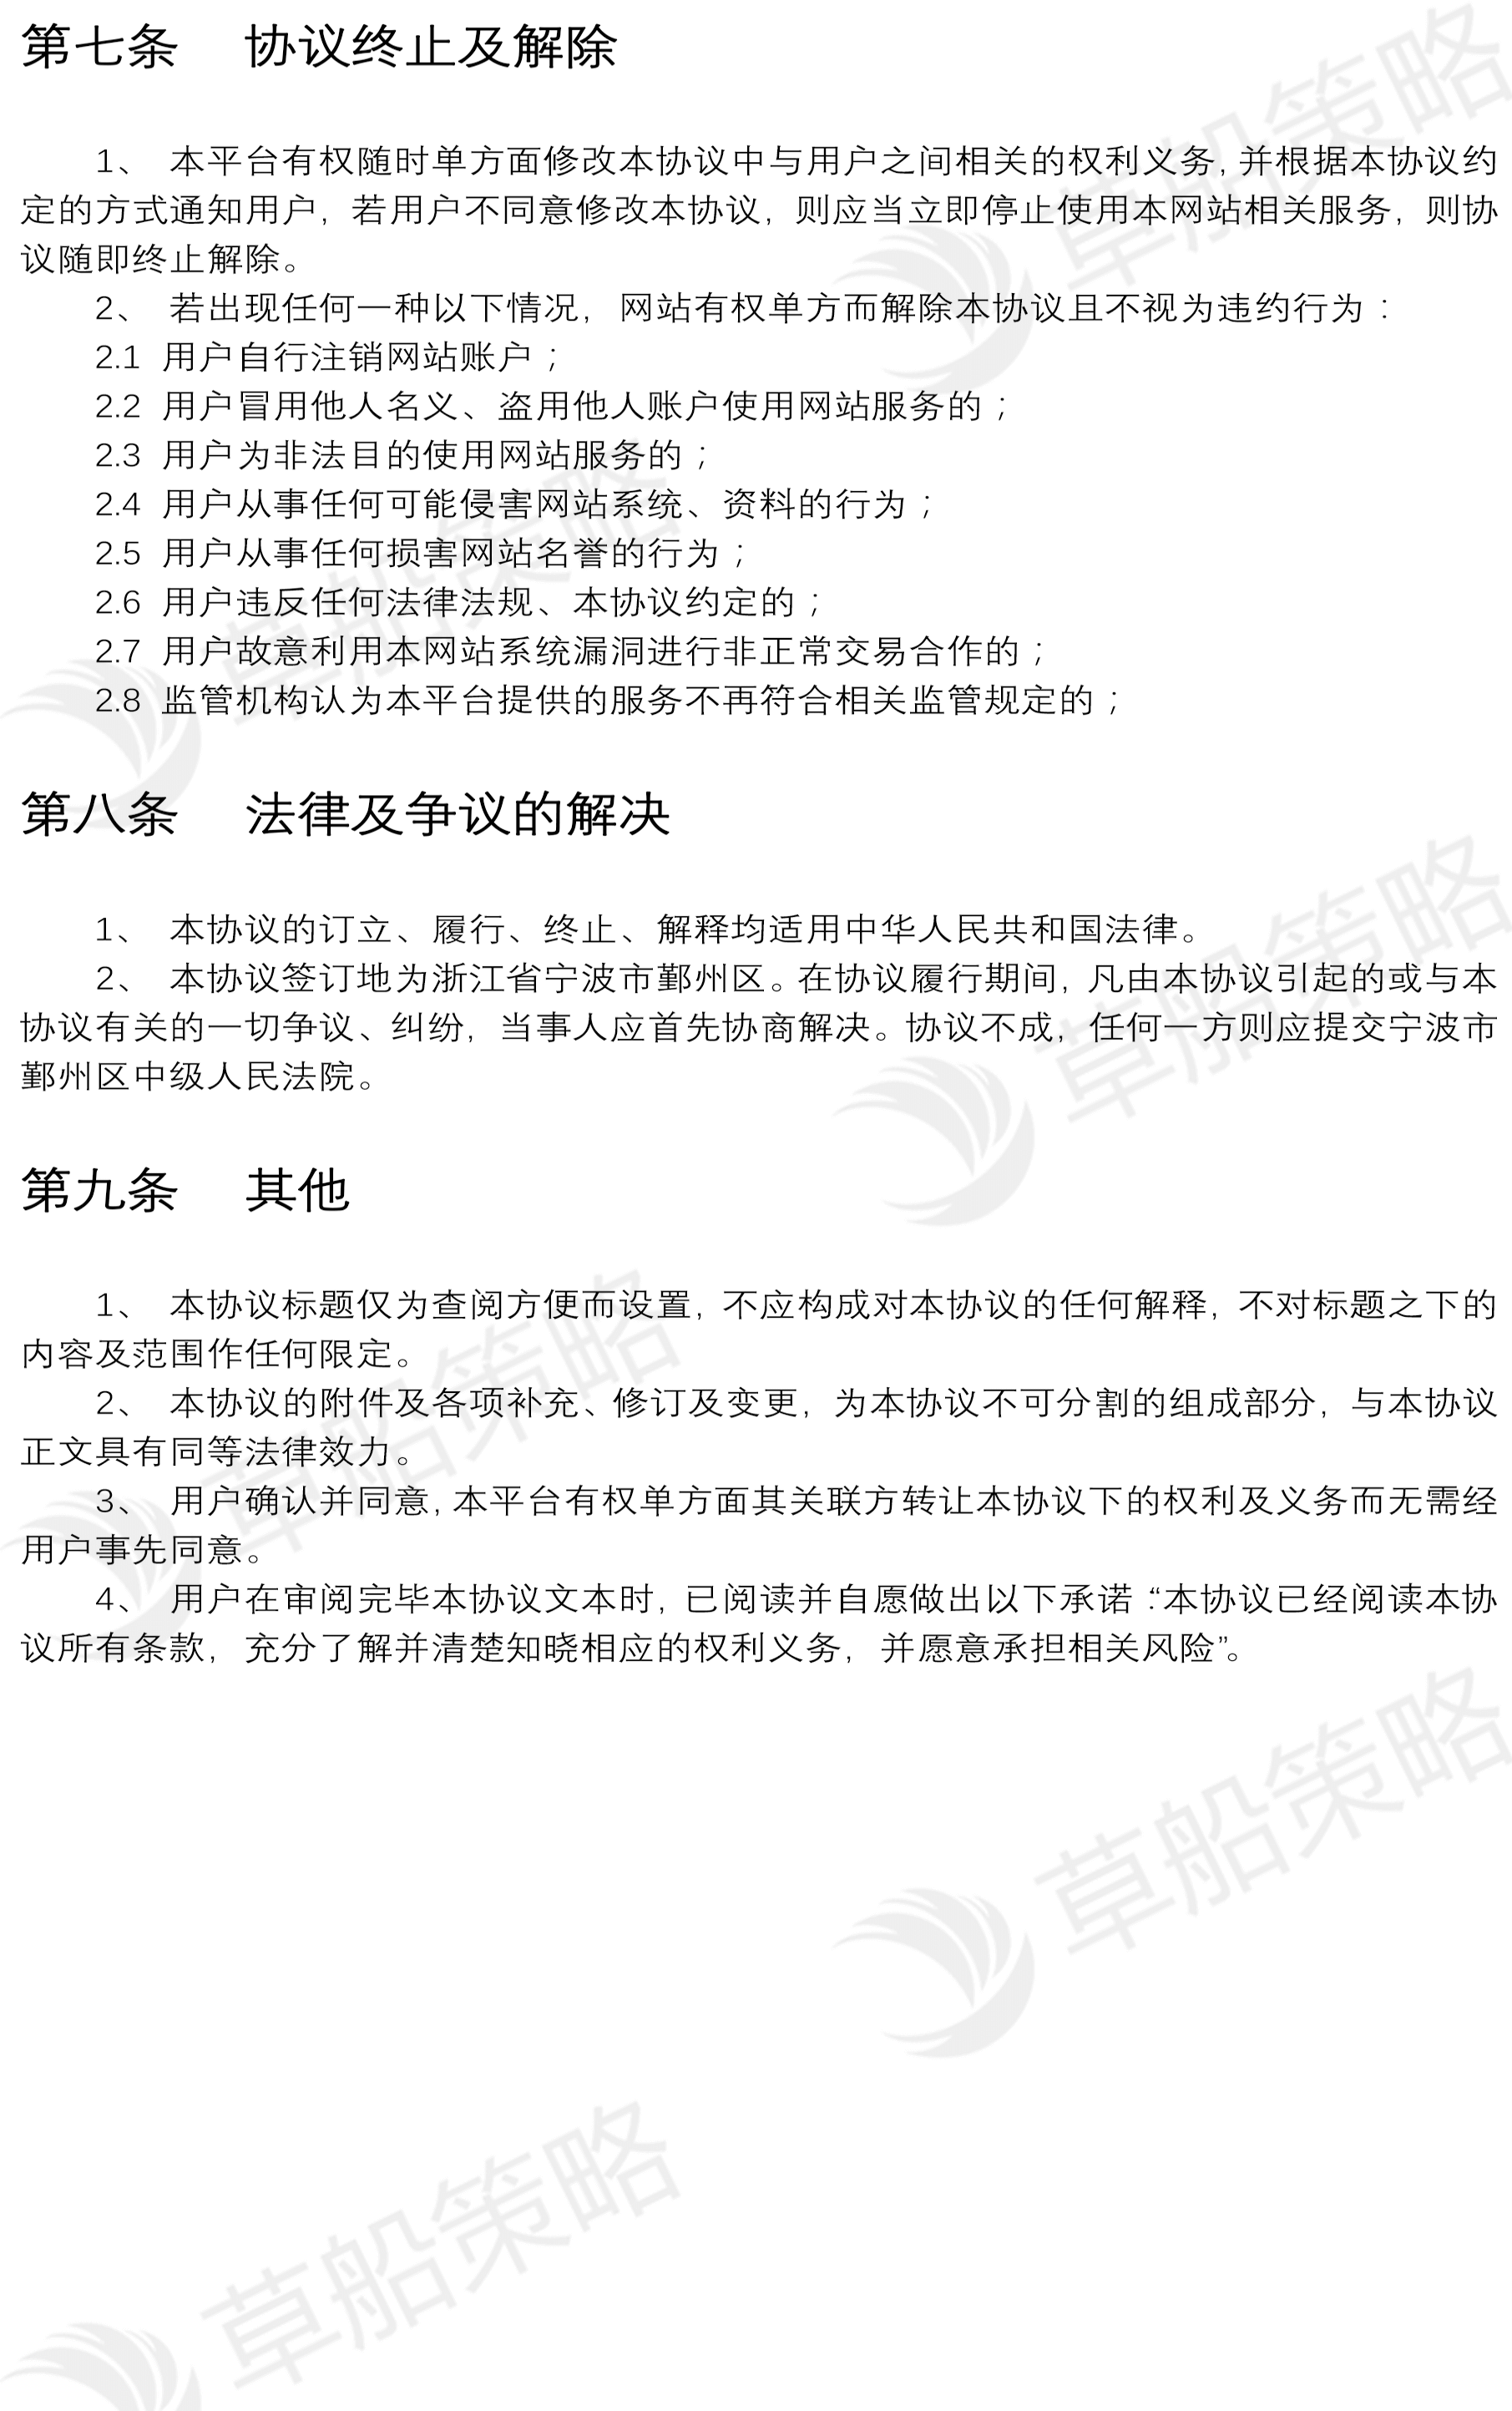 第七条 协议终止及解除
1、 本平台有权随时单方面修改本协议中与用户之间相关的权利义务,并根据本协议约
定的方式通知用户，若用户不同意修改本协议，则应当立即停止使用本网站相关服务，则协
议随即终止解除。
2、 若出现任何一种以下情况，网站有权单方而解除本协议且不视为违约行为：
2.1 用户自行注销网站账户；
2.2 用户冒用他人名义、盗用他人账户使用网站服务的；
2.3 用户为非法目的使用网站服务的；
2.4 用户从事任何可能侵害网站系统、资料的行为；
2.5 用户从事任何损害网站名誉的行为；
2.6 用户违反任何法律法规、本协议约定的；
2.7 用户故意利用本网站系统漏洞进行非正常交易合作的；
2.8 监管机构认为本平台提供的服务不再符合相关监管规定的；
第八条 法律及争议的解决
1、 本协议的订立、履行、终止、解释均适用中华人民共和国法律。
2、 本协议签订地为浙江省宁波市鄞州区。在协议履行期间，凡由本协议引起的或与本
协议有关的一切争议、纠纷，当事人应首先协商解决。协议不成，任何一方则应提交宁波市
鄞州区中级人民法院。
第九条 其他
1、 本协议标题仅为查阅方便而设置，不应构成对本协议的任何解释，不对标题之下的
内容及范围作任何限定。
2、 本协议的附件及各项补充、修订及变更，为本协议不可分割的组成部分，与本协议
正文具有同等法律效力。
3、 用户确认并同意,本平台有权单方面其关联方转让本协议下的权利及义务而无需经
用户事先同意。
4、 用户在审阅完毕本协议文本时，已阅读并自愿做出以下承诺：“本协议已经阅读本协
议所有条款，充分了解并清楚知晓相应的权利义务，并愿意承担相关风险”。
草船策略
草船策略
草船策略
草船策略
草船策略
草船策略